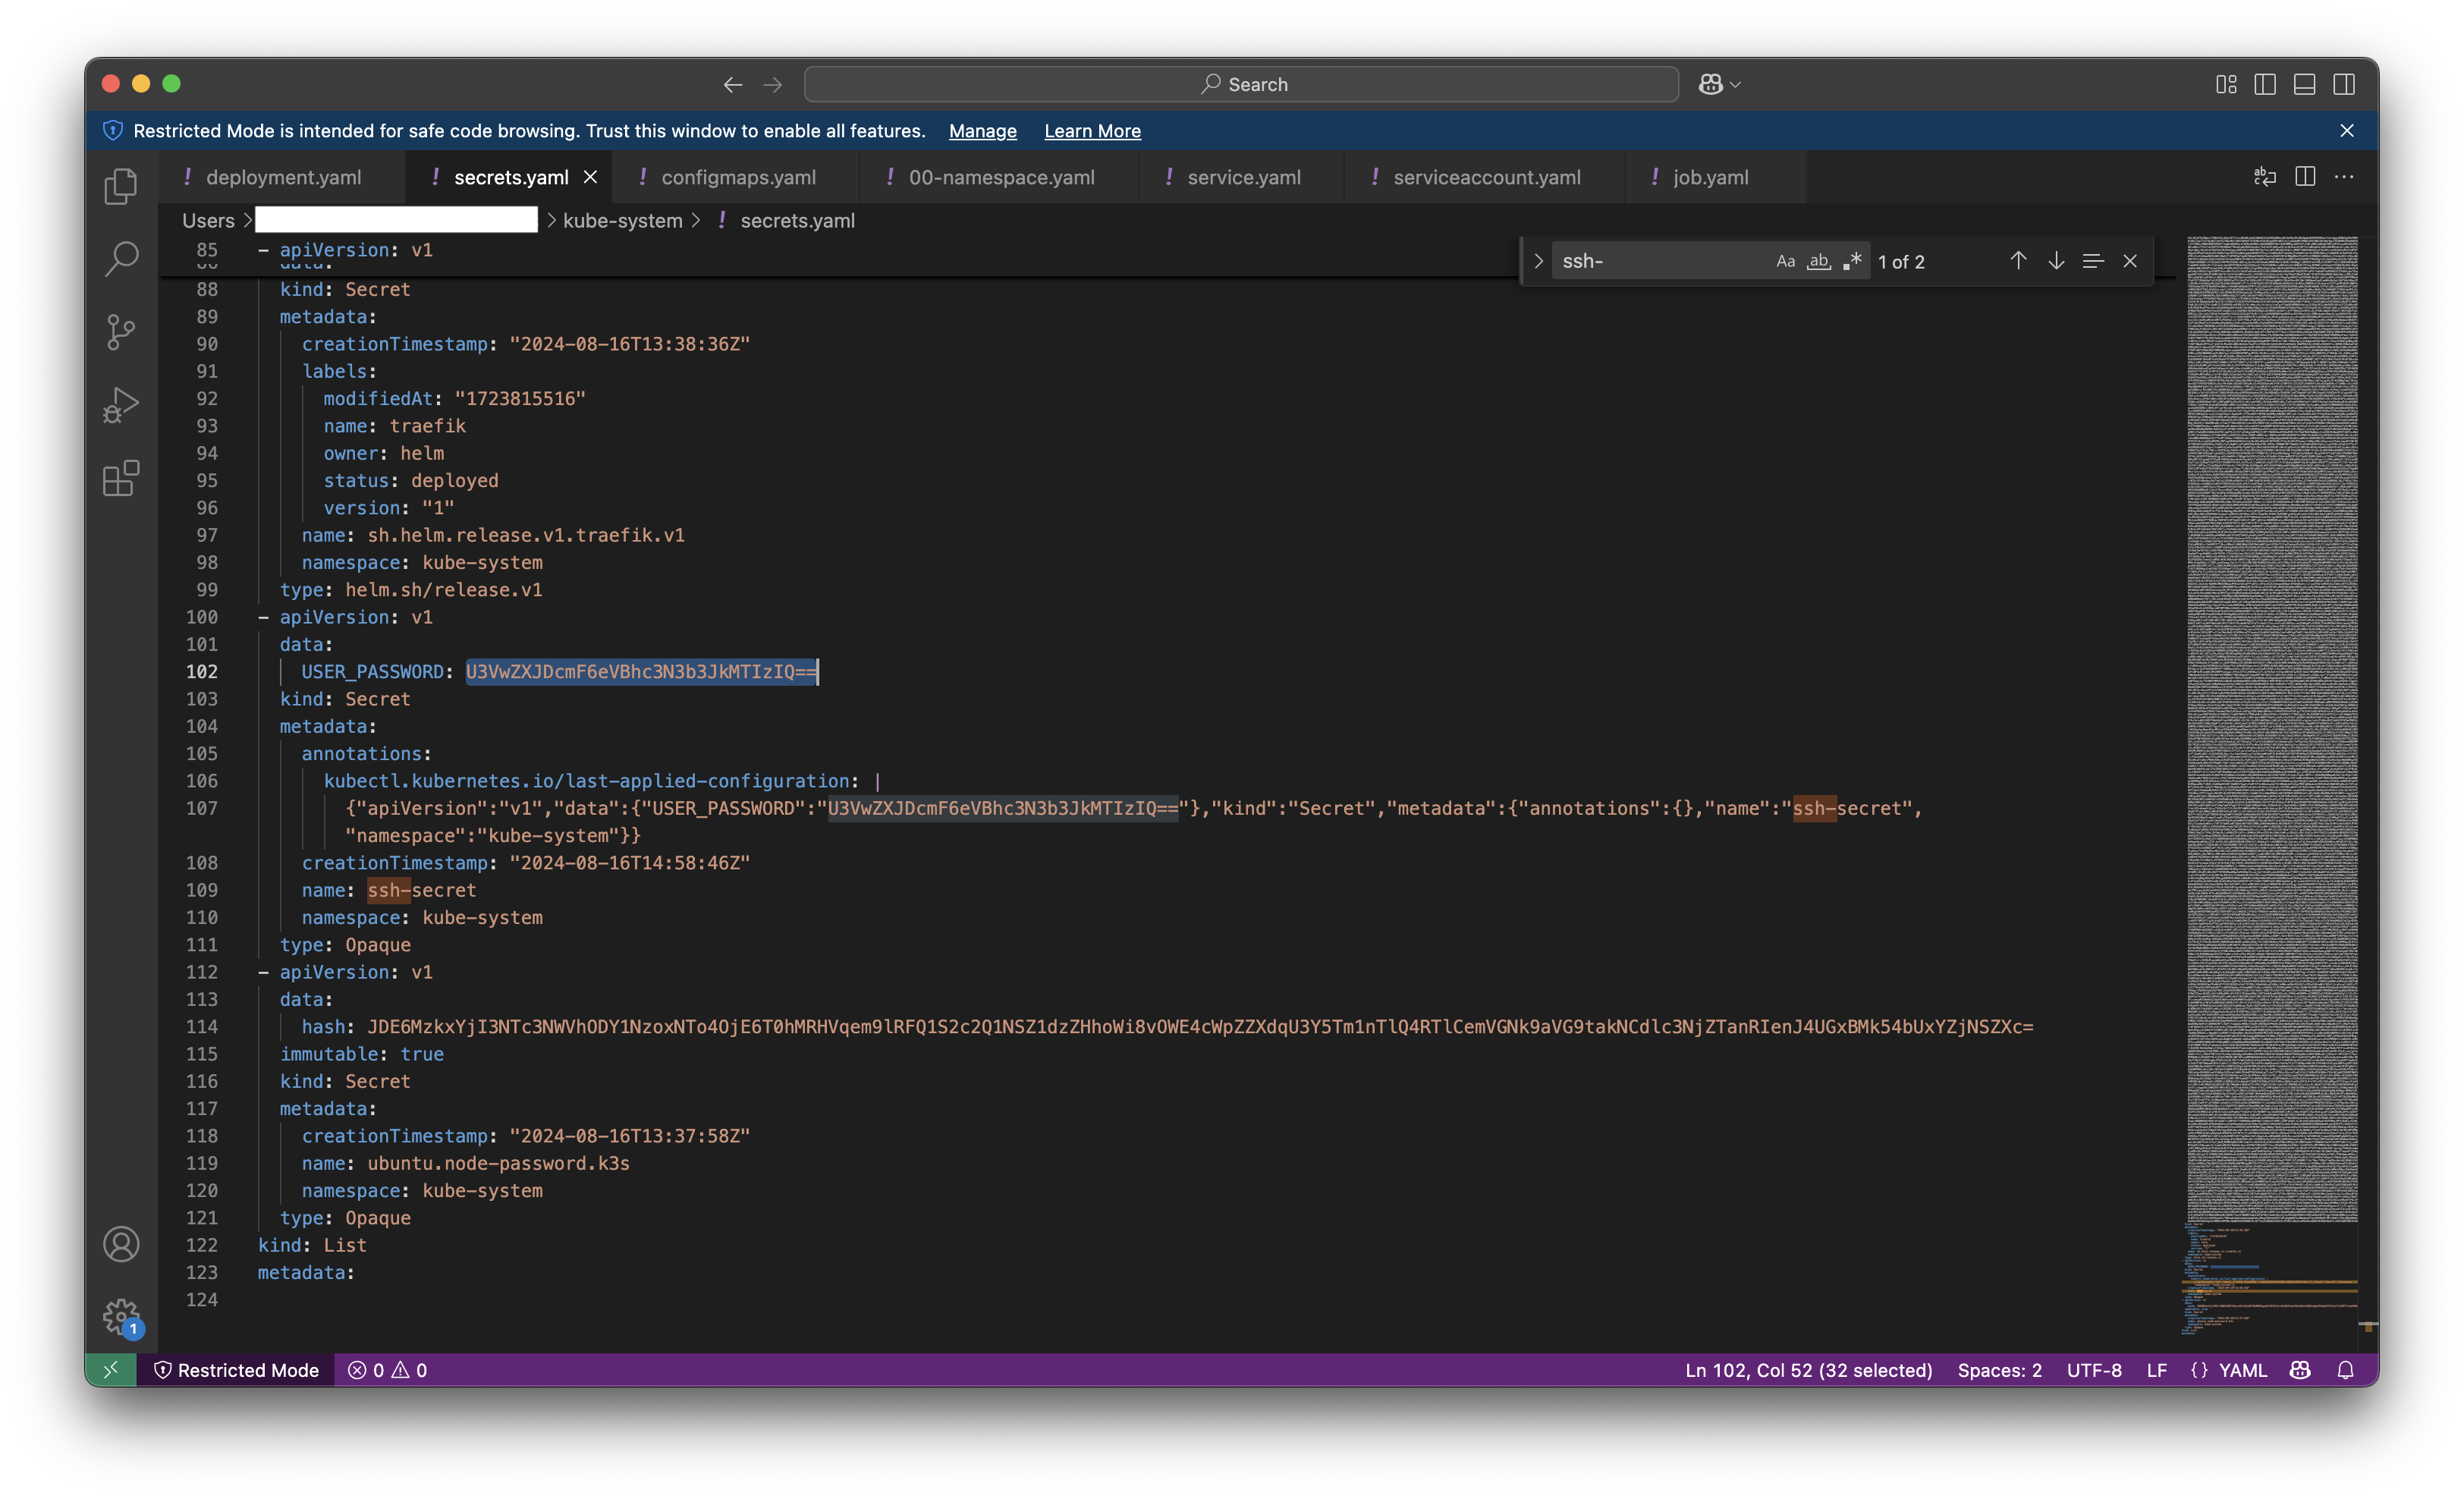 Search
Restricted Mode is intended for safe code browsing. Trust this window to enable all features. Manage Learn More
! deployment.yaml ! secrets.yaml ! configmaps.yaml ! 00-namespace.yaml ! service.yaml ! serviceaccount.yaml ! job.yaml
Users > > kube-system > ! secrets.yaml
ssh- Aa ab .* 1 of 2
85 - apiVersion: v1
86 data:
88 kind: Secret
89 metadata:
90 creationTimestamp: "2024-08-16T13:38:36Z"
91 labels:
92 modifiedAt: "1723815516"
93 name: traefik
94 owner: helm
95 status: deployed
96 version: "1"
97 name: sh.helm.release.v1.traefik.v1
98 namespace: kube-system
99 type: helm.sh/release.v1
100 - apiVersion: v1
101 data:
102 USER_PASSWORD: U3VwZXJDcmF6eVBhc3N3b3JkMTIzIQ==
103 kind: Secret
104 metadata:
105 annotations:
106 kubectl.kubernetes.io/last-applied-configuration: |
107 {"apiVersion":"v1","data":{"USER_PASSWORD":"U3VwZXJDcmF6eVBhc3N3b3JkMTIzIQ=="},"kind":"Secret","metadata":{"annotations":{},"name":"ssh-secret",
"namespace":"kube-system"}}
108 creationTimestamp: "2024-08-16T14:58:46Z"
109 name: ssh-secret
110 namespace: kube-system
111 type: Opaque
112 - apiVersion: v1
113 data:
114 hash: JDE6MzkxYjI3NTc3NWVhODY1NzoxNTo4OjE6T0hMRHVqem9lRFQ1S2c2Q1NSZ1dzZHhoWi8vOWE4cWpZZXdqU3Y5Tm1nTlQ4RTlCemVGNk9aVG9takNCdlc3NjZTanRIenJ4UGxBMk54bUxYZjNSZXc=
115 immutable: true
116 kind: Secret
117 metadata:
118 creationTimestamp: "2024-08-16T13:37:58Z"
119 name: ubuntu.node-password.k3s
120 namespace: kube-system
121 type: Opaque
122 kind: List
123 metadata:
124
1
Restricted Mode 0 0 Ln 102, Col 52 (32 selected) Spaces: 2 UTF-8 LF {} YAML